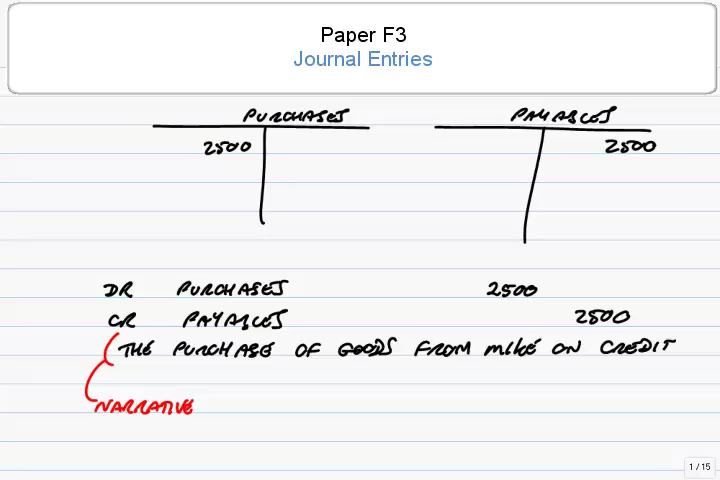 Paper F3
Journal Entries
PURCHASES PAYABLES
2500 2500
DR PURCHASES 2500
CR PAYABLES 2500
THE PURCHASE OF GOODS FROM MIKE ON CREDIT
NARRATIVE
1 / 15